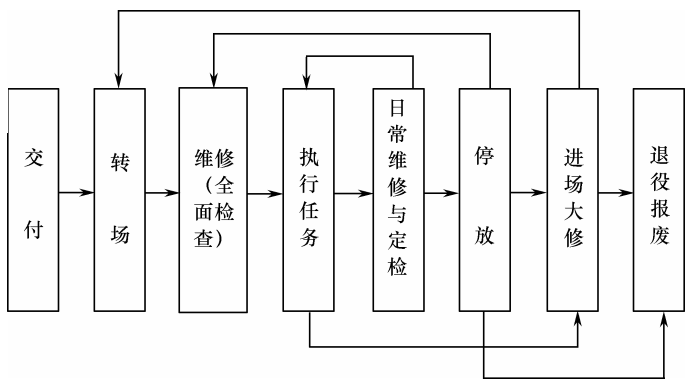 交付
转场
维修
（全
面检
查）
执行任务
日常维修与定检
停放
进场大修
退役报废